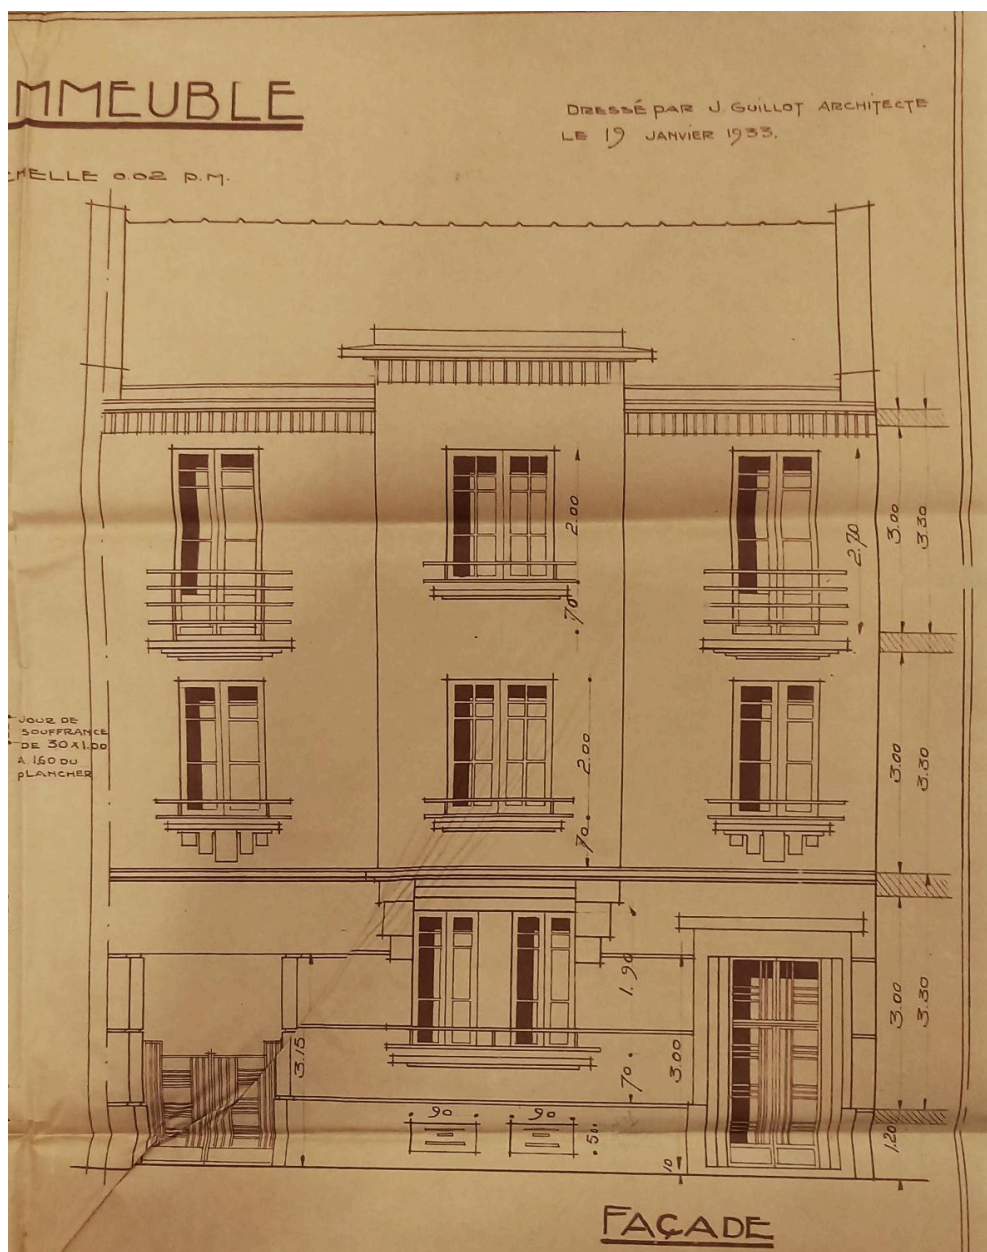 MMEUBLE
DRESSÉ PAR J. GUILLOT ARCHITECTE
LE 19 JANVIER 1933.
HELLE 0.02 P.M.
2.00
.70
2.70
3.00
3.30
JOUR DE
SOUFFRANCE
DE 30 X 1.00
A. 1.60 DU
PLANCHER
2.00
70.
3.00
3.30
1.90
70.
3.15
3.00
3.00
3.30
90
90
.50.
10
1.20
FAÇADE